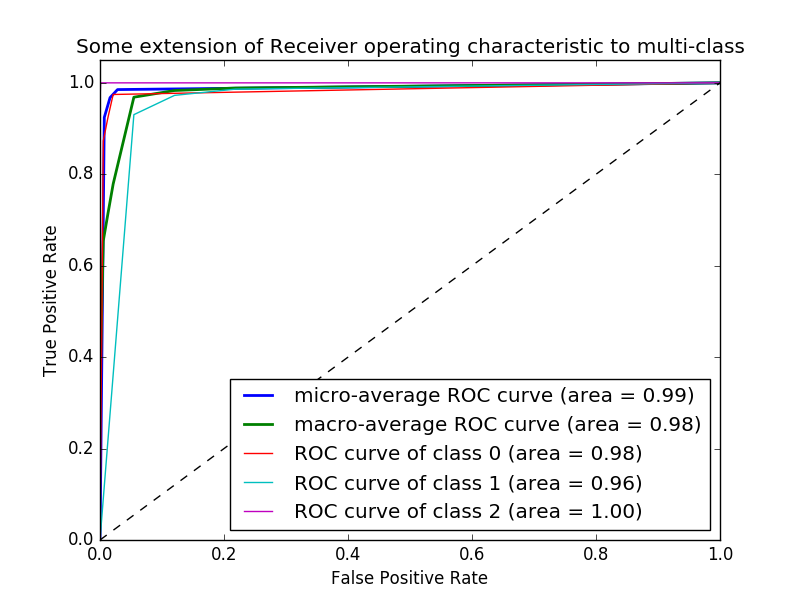 Some extension of Receiver operating characteristic to multi-class
1.0
0.8
0.6
0.4
0.2
0.0
True Positive Rate
micro-average ROC curve (area = 0.99)
macro-average ROC curve (area = 0.98)
ROC curve of class 0 (area = 0.98)
ROC curve of class 1 (area = 0.96)
ROC curve of class 2 (area = 1.00)
0.0 0.2 0.4 0.6 0.8 1.0
False Positive Rate